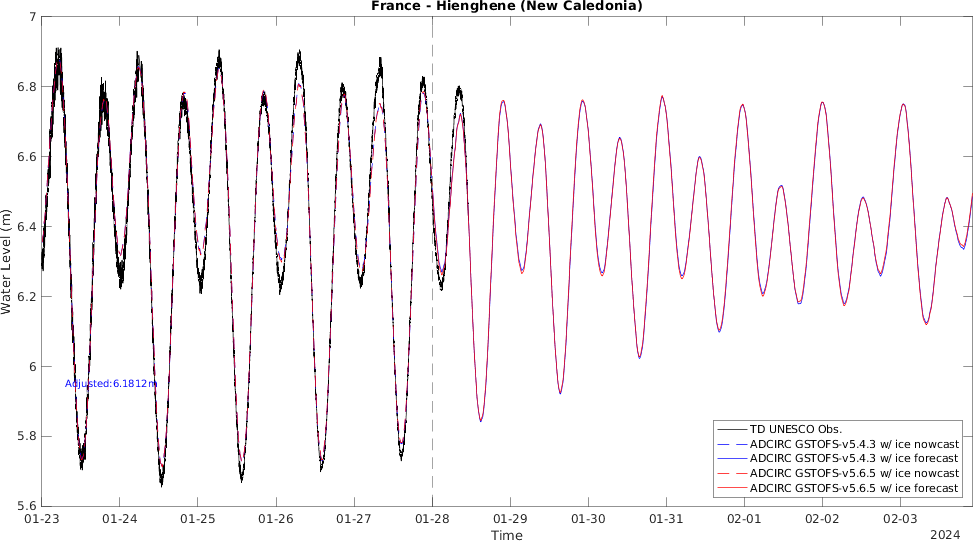 France - Hienghene (New Caledonia)
7
6.8
6.6
6.4
6.2
6
5.8
5.6
Water Level (m)
Adjusted:6.1812m
TD UNESCO Obs.
ADCIRC GSTOFS-v5.4.3 w/ ice nowcast
ADCIRC GSTOFS-v5.4.3 w/ ice forecast
ADCIRC GSTOFS-v5.6.5 w/ ice nowcast
ADCIRC GSTOFS-v5.6.5 w/ ice forecast
01-23 01-24 01-25 01-26 01-27 01-28 01-29 01-30 01-31 02-01 02-02 02-03
Time
2024